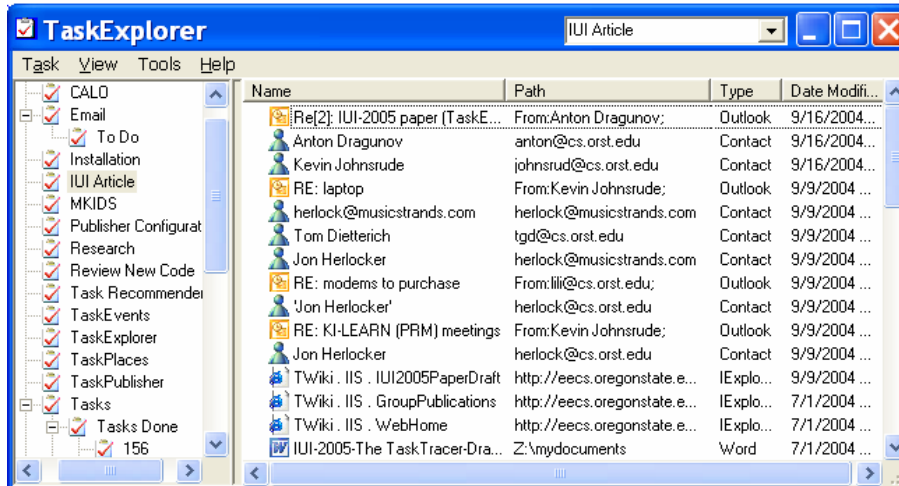 TaskExplorer IUI Article
Task View Tools Help
CALO
Email
To Do
Installation
IUI Article
MKIDS
Publisher Configurat
Research
Review New Code
Task Recommender
TaskEvents
TaskExplorer
TaskPlaces
TaskPublisher
Tasks
Tasks Done
156
Name Path Type Date Modifi...
Re[2]: IUI-2005 paper (TaskE... From:Anton Dragunov; Outlook 9/16/2004...
Anton Dragunov anton@cs.orst.edu Contact 9/16/2004...
Kevin Johnsrude johnsrud@cs.orst.edu Contact 9/16/2004...
RE: laptop From:Kevin Johnsrude; Outlook 9/9/2004 ...
herlock@musicstrands.com herlock@musicstrands.com Contact 9/9/2004 ...
Tom Dietterich tgd@cs.orst.edu Contact 9/9/2004 ...
Jon Herlocker herlock@musicstrands.com Contact 9/9/2004 ...
RE: modems to purchase From:lili@cs.orst.edu; Outlook 9/9/2004 ...
'Jon Herlocker' herlock@cs.orst.edu Contact 9/9/2004 ...
RE: KI-LEARN (PRM) meetings From:Kevin Johnsrude; Outlook 9/9/2004 ...
Jon Herlocker herlock@cs.orst.edu Contact 9/9/2004 ...
TWiki . IIS . IUI2005PaperDraft http://eecs.oregonstate.e... IExplo... 9/9/2004 ...
TWiki . IIS . GroupPublications http://eecs.oregonstate.e... IExplo... 7/1/2004 ...
TWiki . IIS . WebHome http://eecs.oregonstate.e... IExplo... 7/1/2004 ...
IUI-2005-The TaskTracer-Dra... Z:\mydocuments Word 7/1/2004 ...